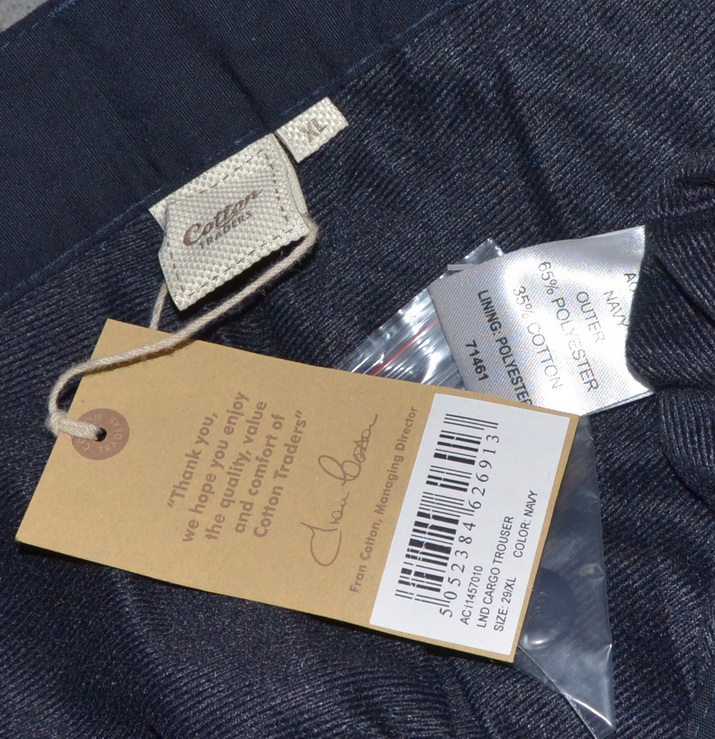 XL
Cotton
TRADERS
"Thank you,
we hope you enjoy
the quality, value
and comfort of
Cotton Traders"
Fran Cotton, Managing Director
5 052384 626913
AC11457010
LND CARGO TROUSER
SIZE: 29/XL COLOR: NAVY
NAVY
OUTER
65% POLYESTER
35% COTTON
LINING: POLYESTER
71461